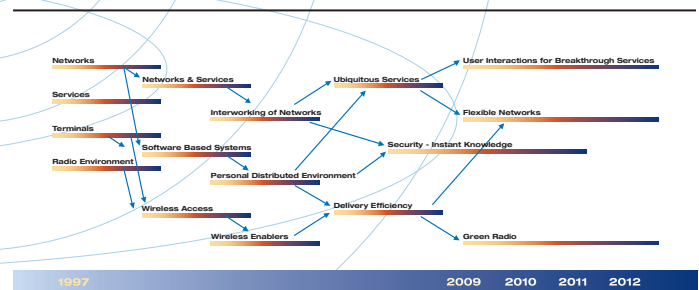 Networks
User Interactions for Breakthrough Services
Networks & Services
Ubiquitous Services
Services
Interworking of Networks
Flexible Networks
Terminals
Software Based Systems
Security - Instant Knowledge
Radio Environment
Personal Distributed Environment
Wireless Access
Delivery Efficiency
Wireless Enablers
Green Radio
1997
2009
2010
2011
2012